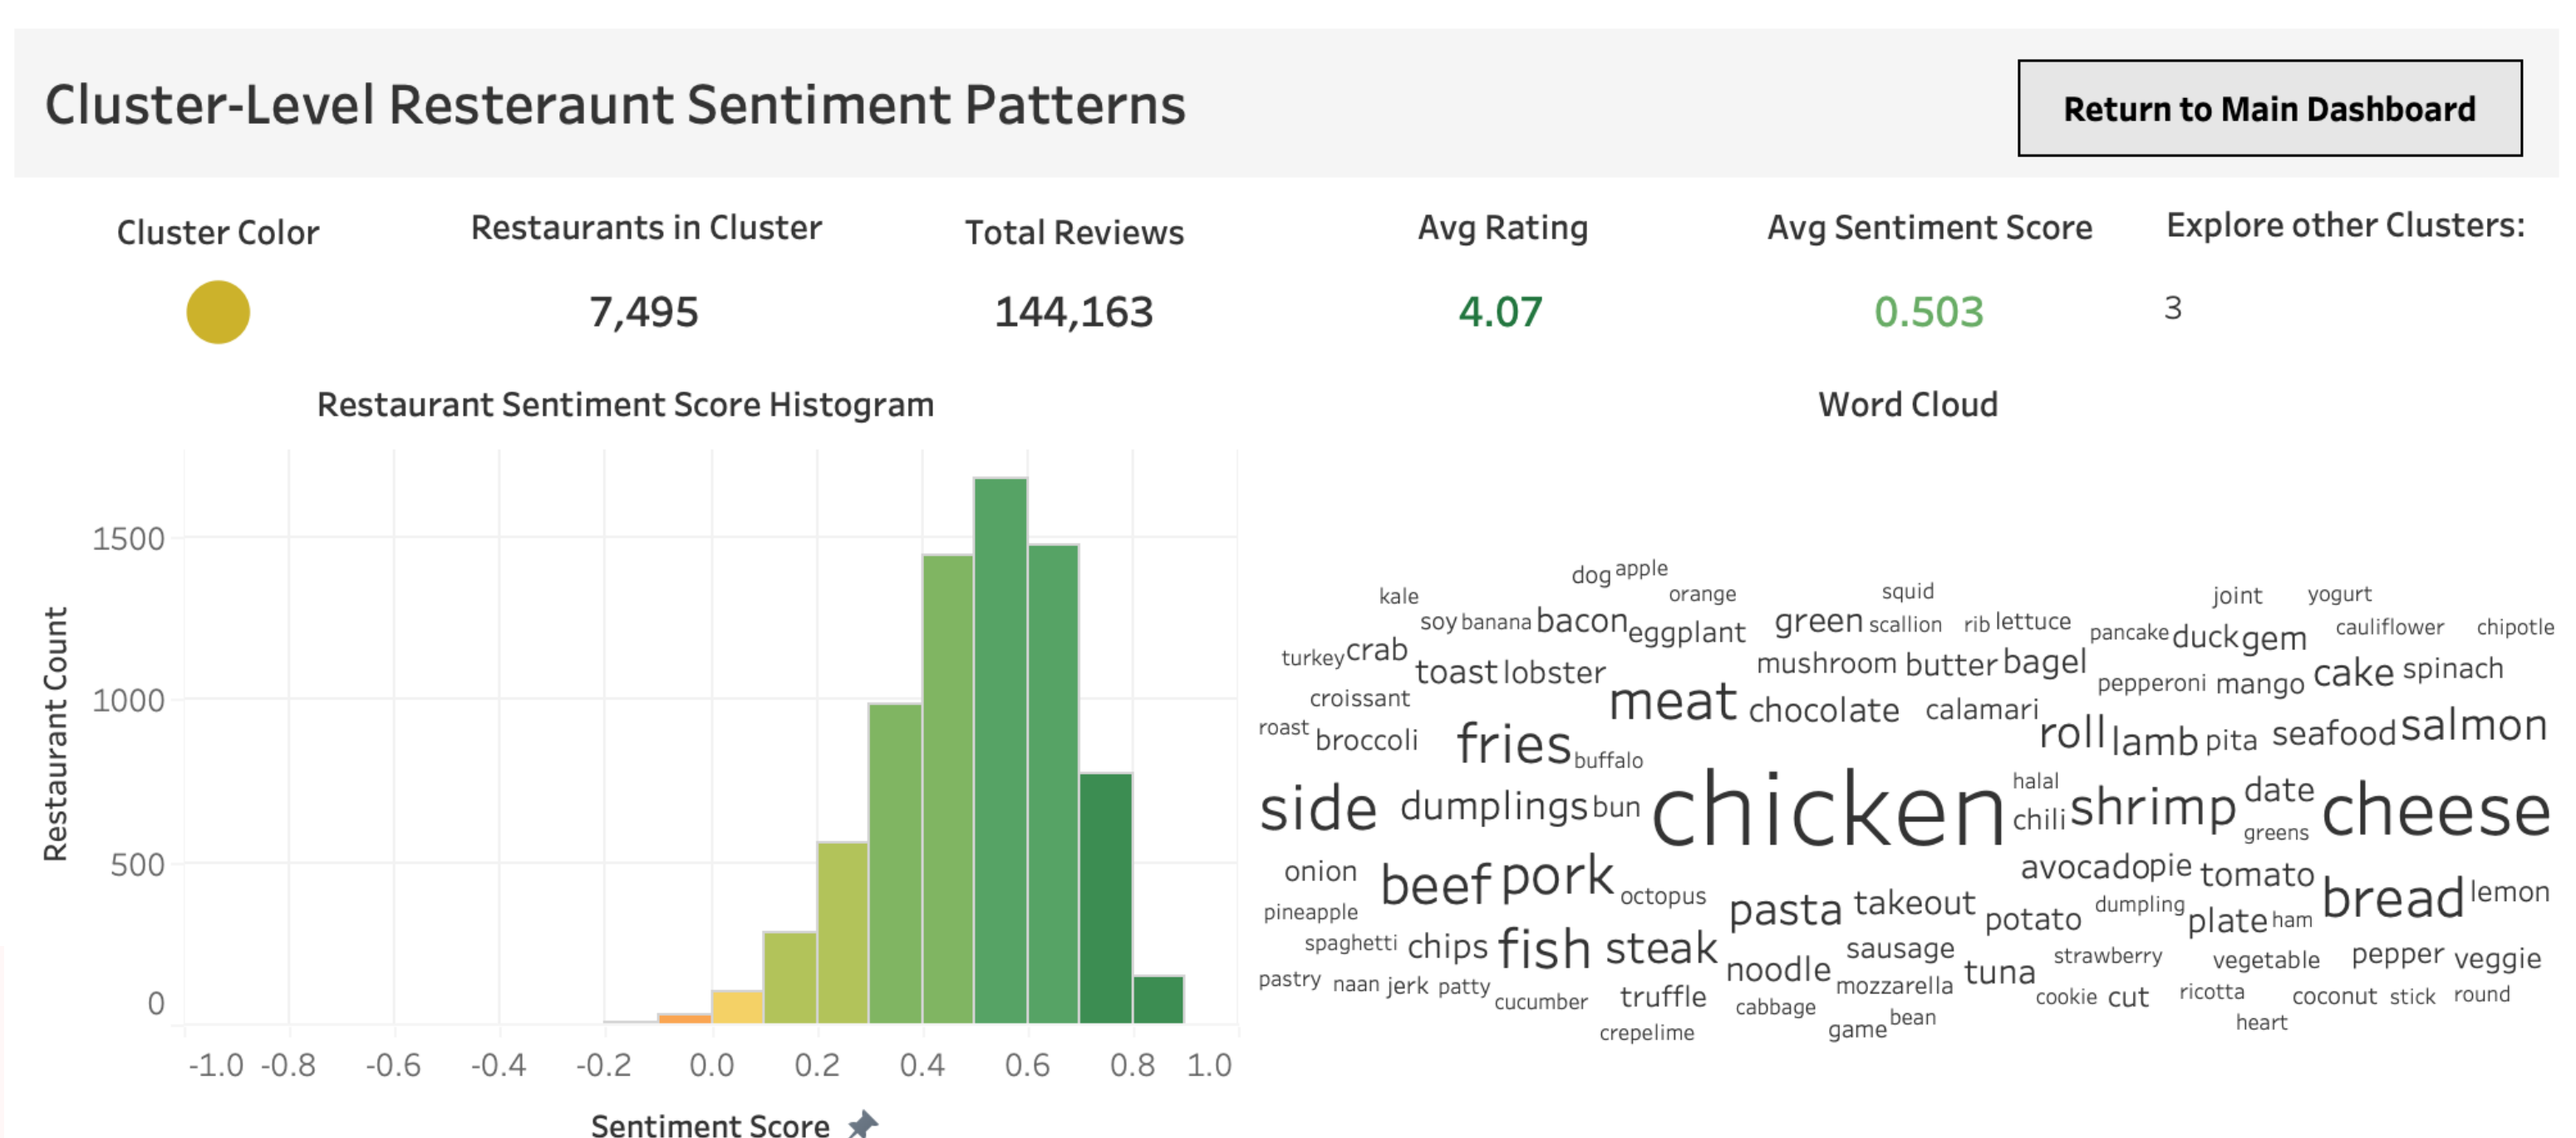 Cluster-Level Resteraunt Sentiment Patterns
Return to Main Dashboard
Cluster Color
Restaurants in Cluster
Total Reviews
Avg Rating
Avg Sentiment Score
Explore other Clusters:
7,495
144,163
4.07
0.503
3
Restaurant Sentiment Score Histogram
Restaurant Count
1500
1000
500
0
-1.0 -0.8 -0.6 -0.4 -0.2 0.0 0.2 0.4 0.6 0.8 1.0
Sentiment Score
Word Cloud
dog apple
kale orange squid joint yogurt
soy banana bacon eggplant green scallion rib lettuce pancake duck gem cauliflower chipotle
turkey crab toast lobster mushroom butter bagel pepperoni mango cake spinach
croissant meat chocolate calamari
roast broccoli fries buffalo roll lamb pita seafood salmon
side dumplings bun chicken halal chili shrimp date greens cheese
onion beef pork octopus avocado pie tomato bread lemon
pineapple pasta takeout potato dumpling plate ham
spaghetti chips fish steak sausage strawberry vegetable pepper veggie
pastry naan jerk patty noodle mozzarella tuna
cucumber truffle cabbage cookie cut ricotta coconut stick round
crepe lime game bean heart